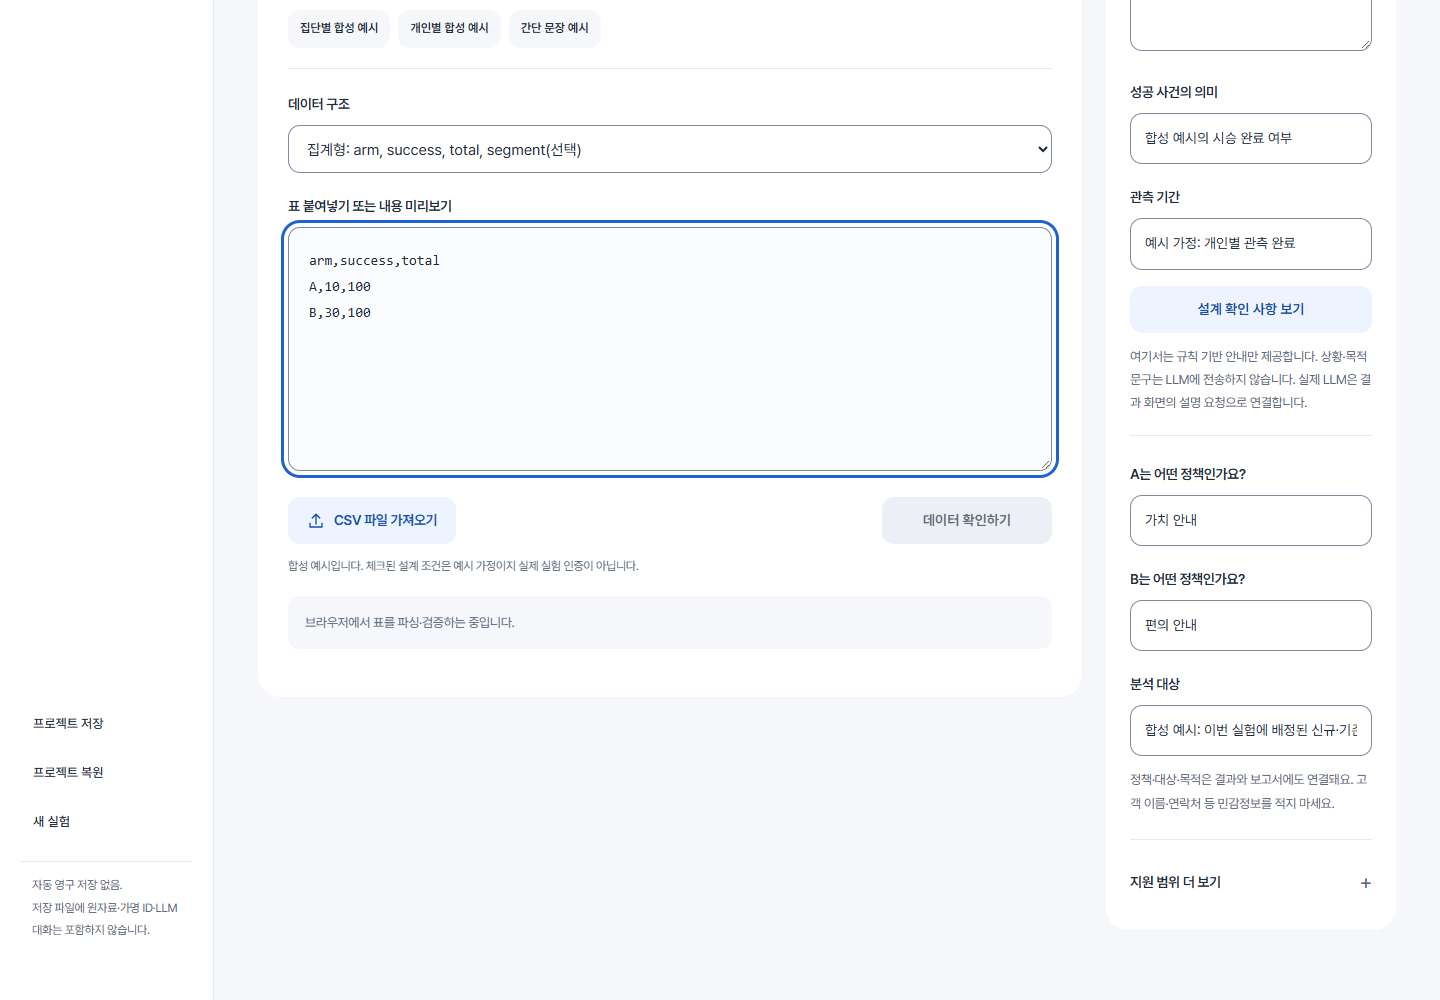 집단별 합성 예시
개인별 합성 예시
간단 문장 예시
데이터 구조
집계형: arm, success, total, segment(선택)
표 붙여넣기 또는 내용 미리보기
arm,success,total
A,10,100
B,30,100
CSV 파일 가져오기
데이터 확인하기
합성 예시입니다. 체크된 설계 조건은 예시 가정이지 실제 실험 인증이 아닙니다.
브라우저에서 표를 파싱·검증하는 중입니다.
성공 사건의 의미
합성 예시의 시승 완료 여부
관측 기간
예시 가정: 개인별 관측 완료
설계 확인 사항 보기
여기서는 규칙 기반 안내만 제공합니다. 상황·목적
문구는 LLM에 전송하지 않습니다. 실제 LLM은 결
과 화면의 설명 요청으로 연결합니다.
A는 어떤 정책인가요?
가치 안내
B는 어떤 정책인가요?
편의 안내
분석 대상
합성 예시: 이번 실험에 배정된 신규·기존
정책·대상·목적은 결과와 보고서에도 연결돼요. 고
객 이름·연락처 등 민감정보를 적지 마세요.
지원 범위 더 보기
+
프로젝트 저장
프로젝트 복원
새 실험
자동 영구 저장 없음.
저장 파일에 원자료·가명 ID·LLM
대화는 포함하지 않습니다.